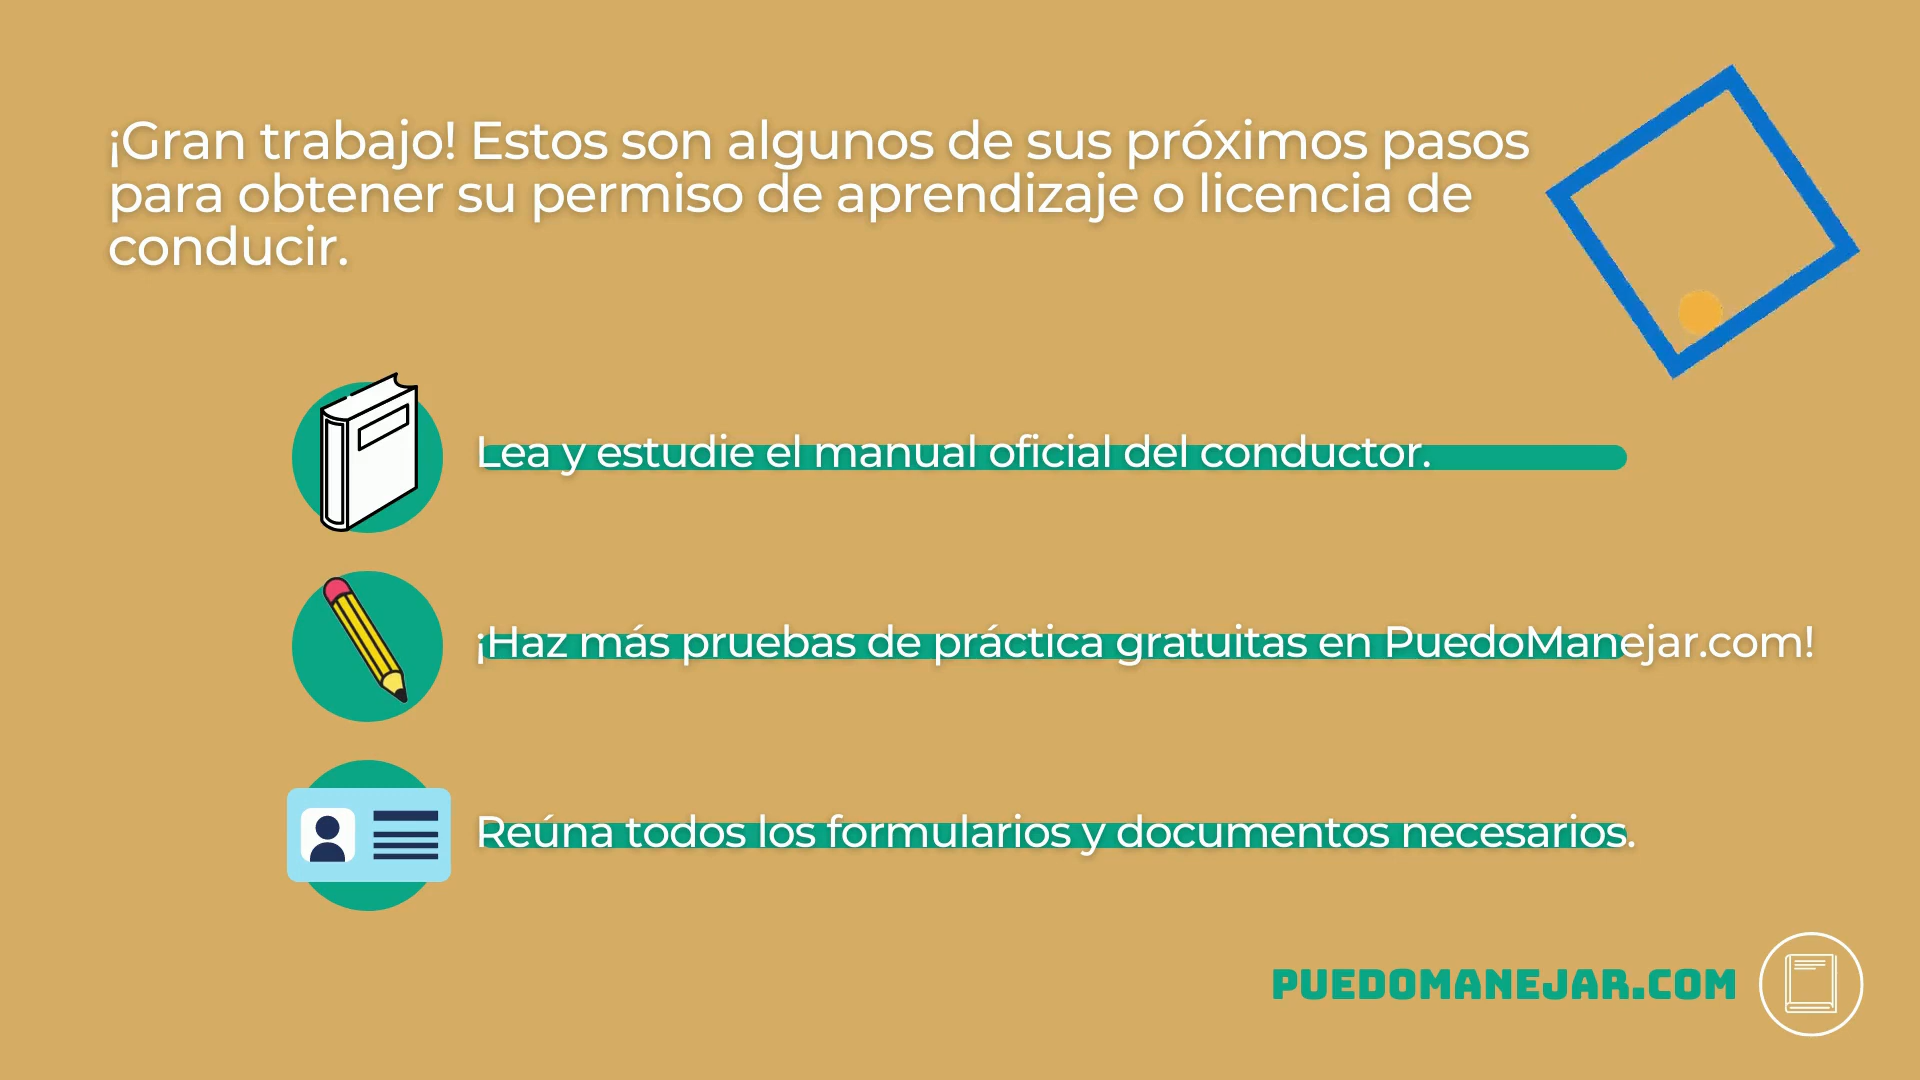 ¡Gran trabajo! Estos son algunos de sus próximos pasos
para obtener su permiso de aprendizaje o licencia de
conducir.
Lea y estudie el manual oficial del conductor.
¡Haz más pruebas de práctica gratuitas en PuedoManejar.com!
Reúna todos los formularios y documentos necesarios.
PUEDOMANEJAR.COM